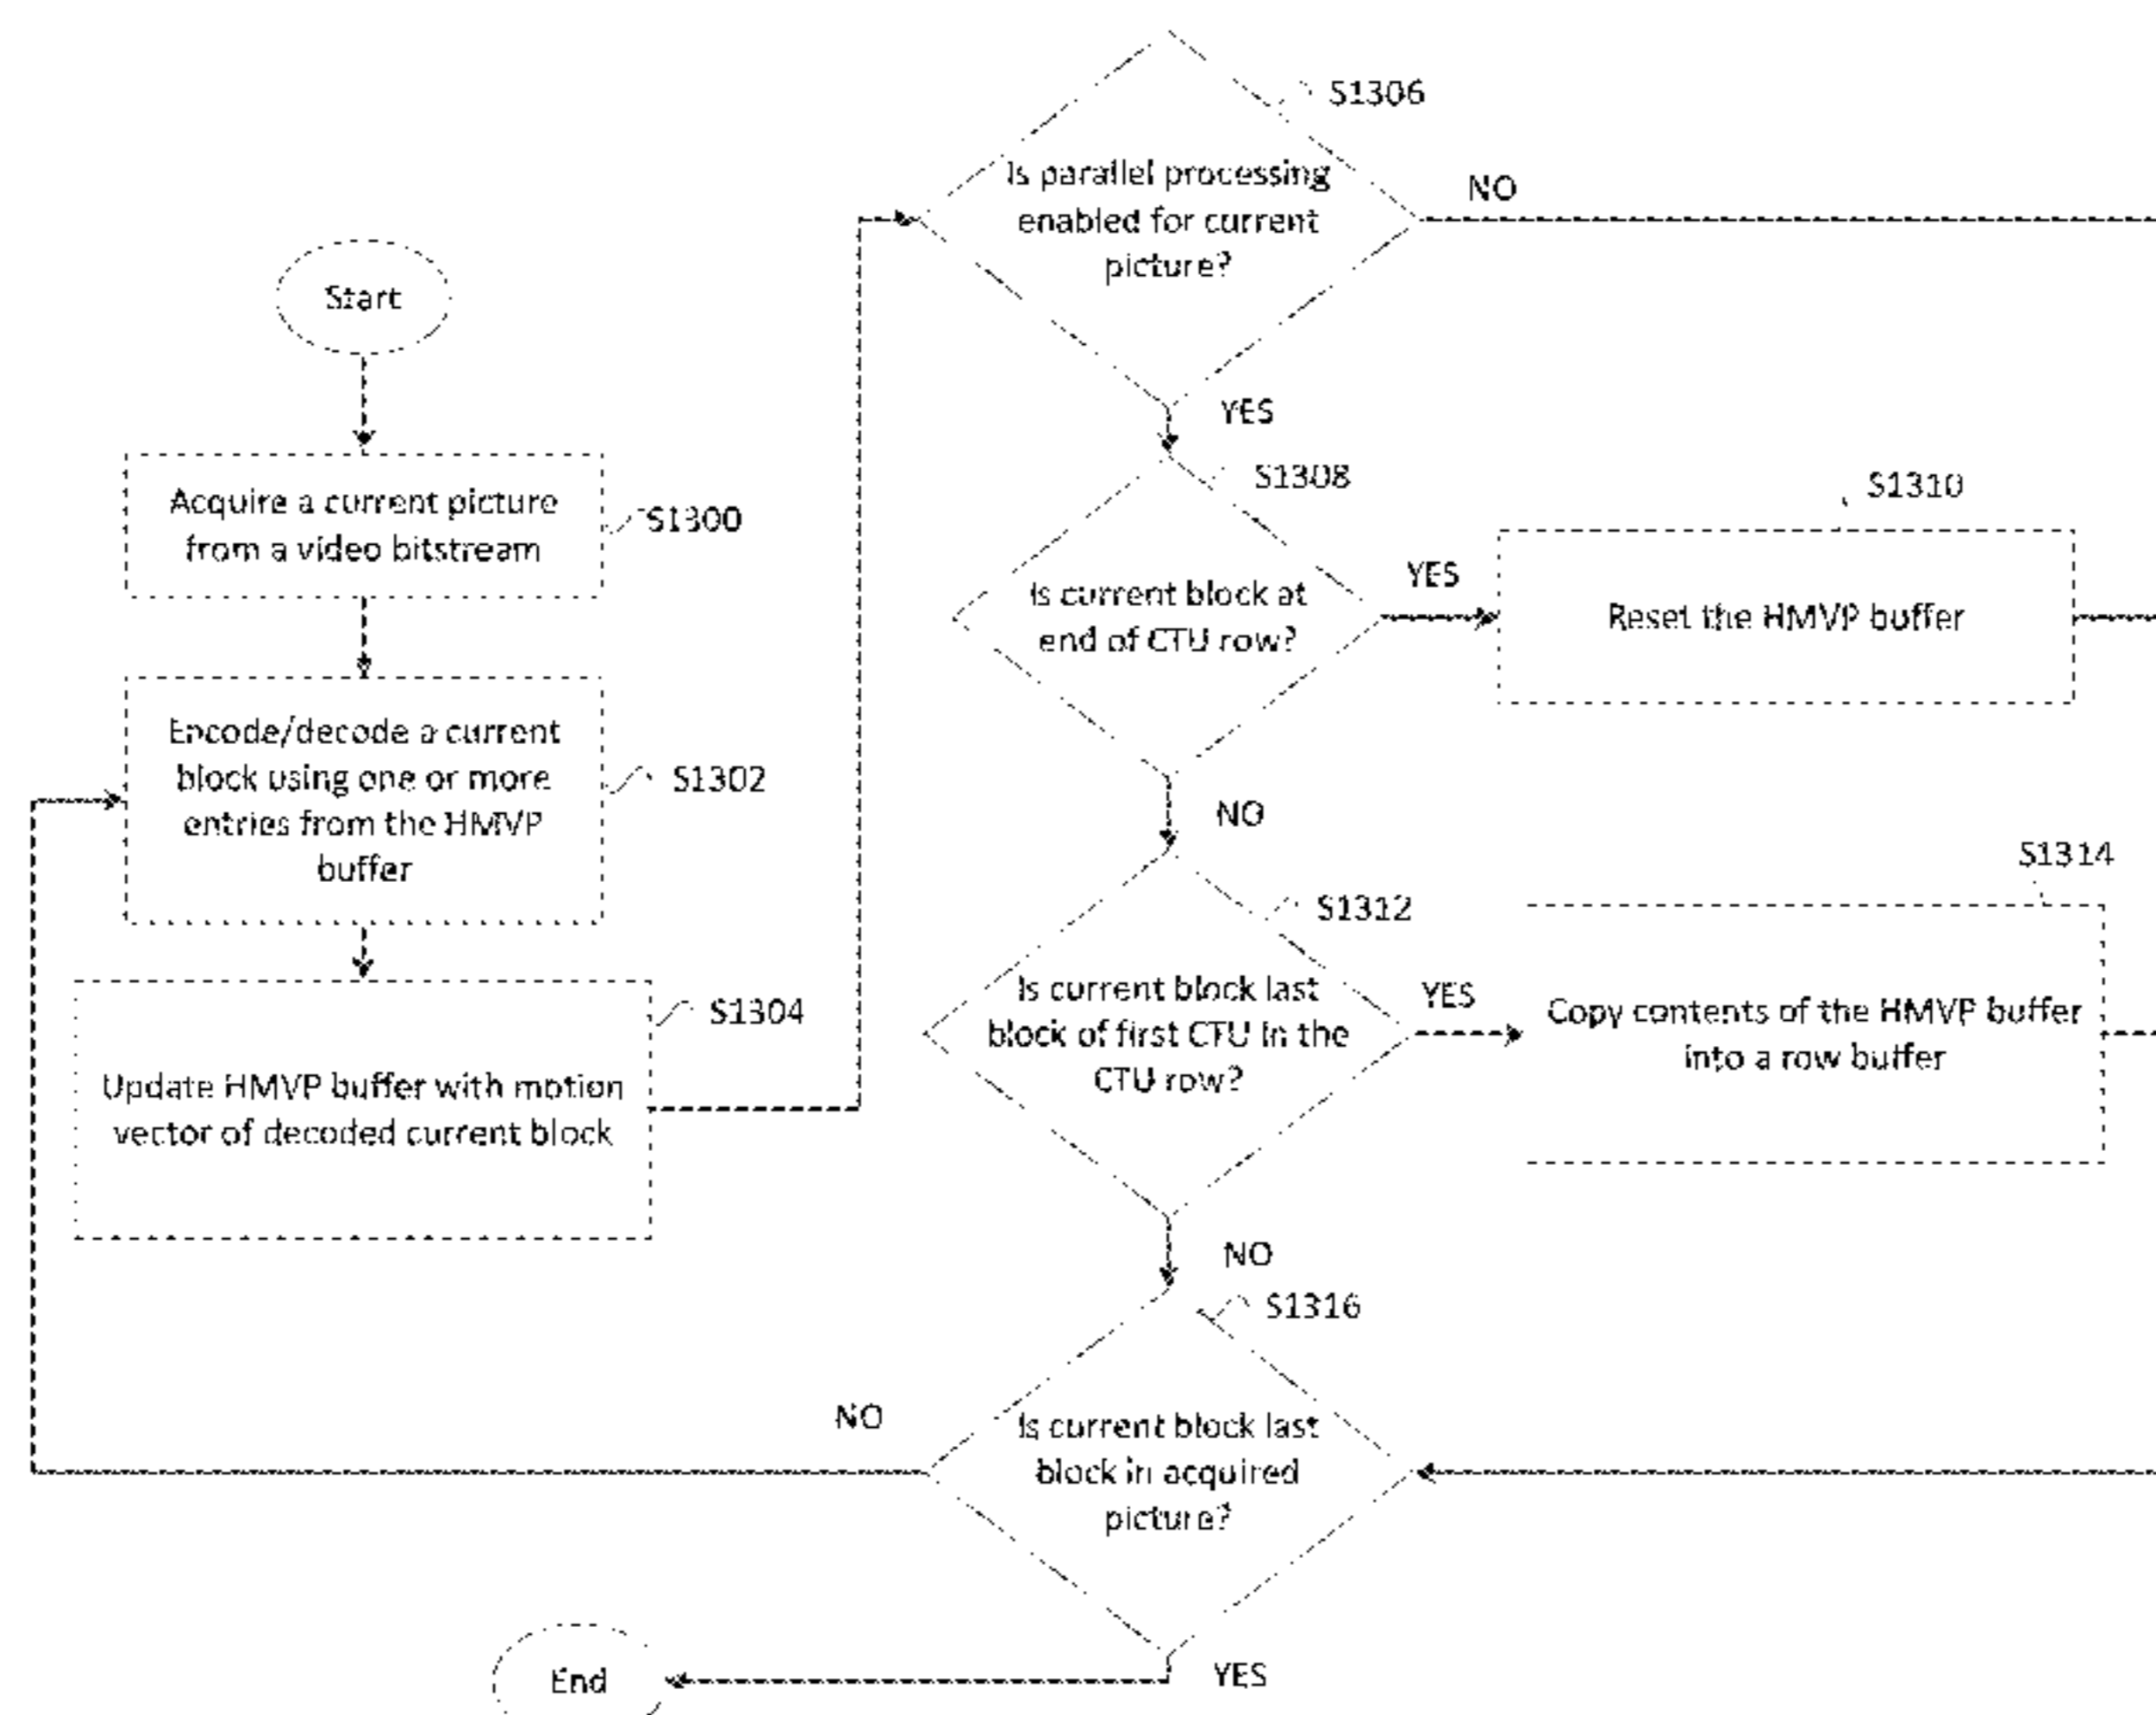 Start
Acquire a current picture
from a video bitstream
S1300
Encode/decode a current
block using one or more
entries from the HMVP
buffer
S1302
Update HMVP buffer with motion
vector of decoded current block
S1304
Is parallel processing
enabled for current
picture?
S1306
NO
YES
Is current block at
end of CTU row?
S1308
YES
Reset the HMVP buffer
S1310
NO
Is current block last
block of first CTU in the
CTU row?
S1312
YES
Copy contents of the HMVP buffer
into a row buffer
S1314
NO
Is current block last
block in acquired
picture?
S1316
NO
YES
End